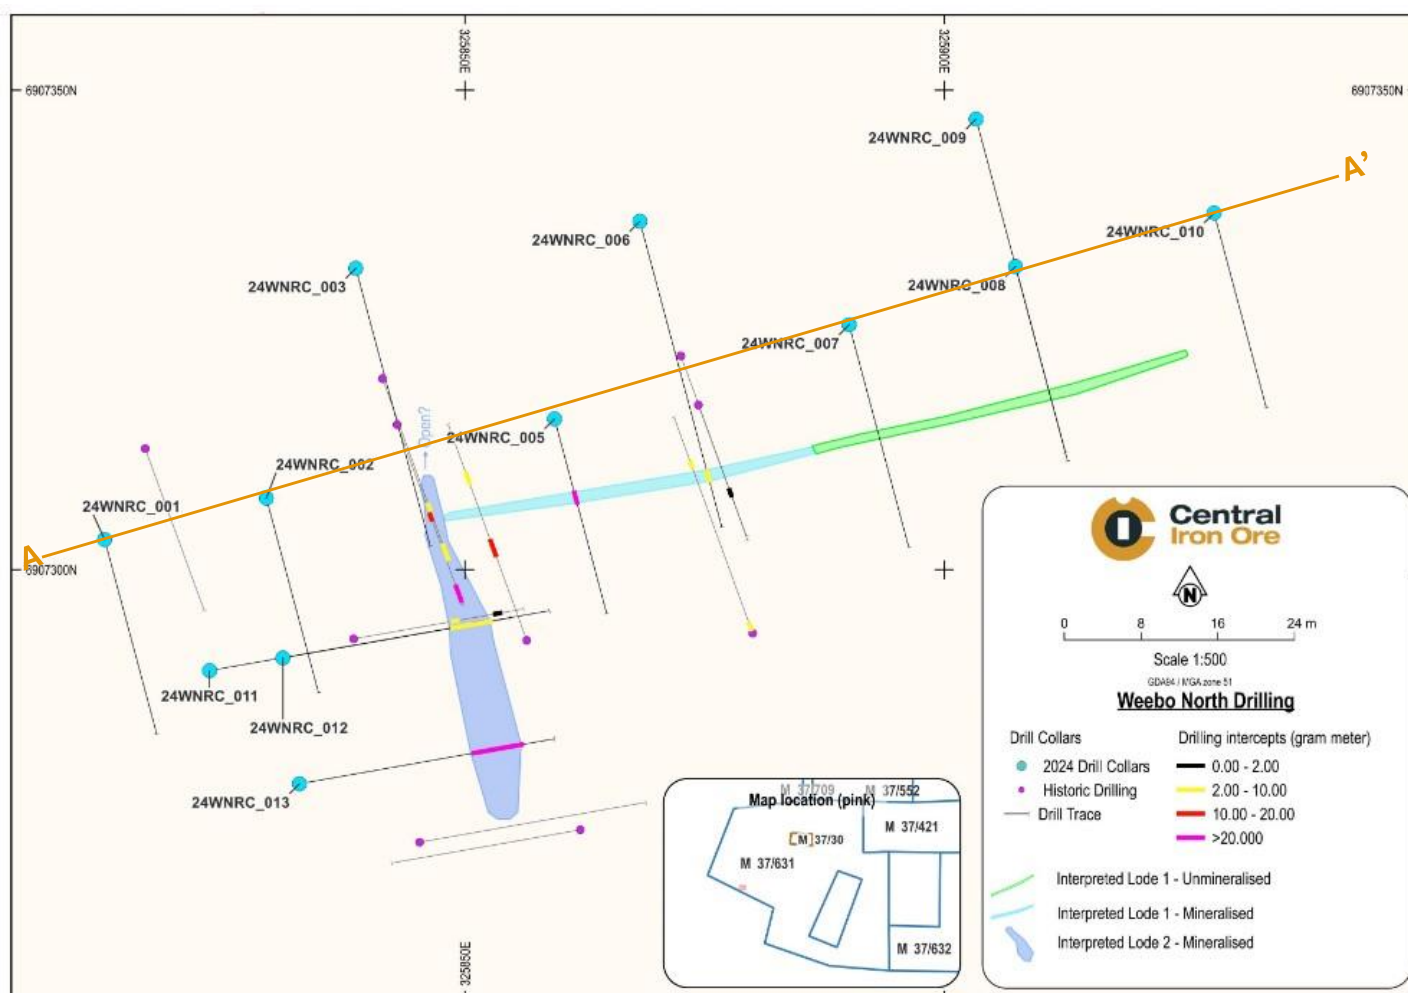 325850E
325900E
6907350N
6907350N
24WNRC_009
A'
24WNRC_010
24WNRC_006
24WNRC_003
24WNRC_008
24WNRC_007
Open?
24WNRC_005
24WNRC_002
24WNRC_001
A
6907300N
24WNRC_011
24WNRC_012
24WNRC_013
325850E
M 37/709
M 37/552
Map location (pink)
M 37/421
[M] 37/30
M 37/631
M 37/632
Central
Iron Ore
N
0 8 16 24 m
Scale 1:500
GDA94 / MGA zone 51
Weebo North Drilling
Drill Collars
2024 Drill Collars
Historic Drilling
Drill Trace
Drilling intercepts (gram meter)
0.00 - 2.00
2.00 - 10.00
10.00 - 20.00
>20.000
Interpreted Lode 1 - Unmineralised
Interpreted Lode 1 - Mineralised
Interpreted Lode 2 - Mineralised